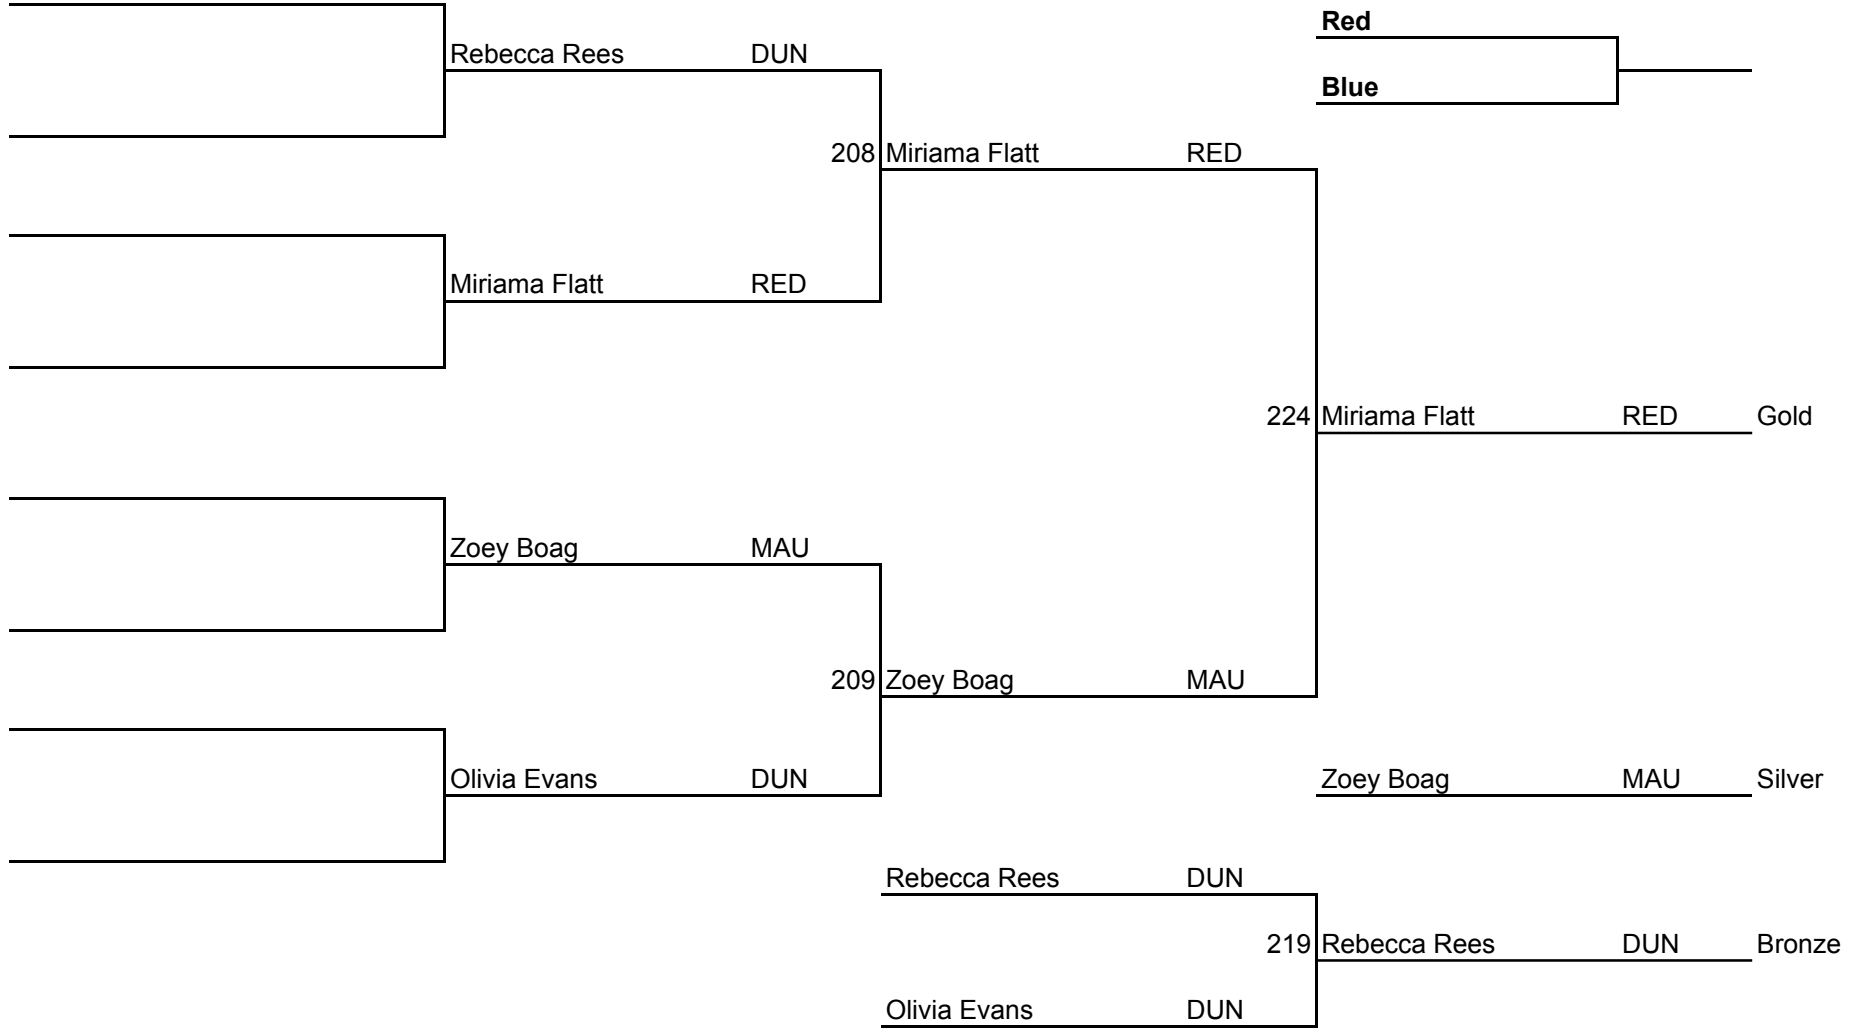 Red
Rebecca Rees DUN
Blue
208 Miriama Flatt RED
Miriama Flatt RED
224 Miriama Flatt RED Gold
Zoey Boag MAU
209 Zoey Boag MAU
Olivia Evans DUN
Zoey Boag MAU Silver
Rebecca Rees DUN
219 Rebecca Rees DUN Bronze
Olivia Evans DUN